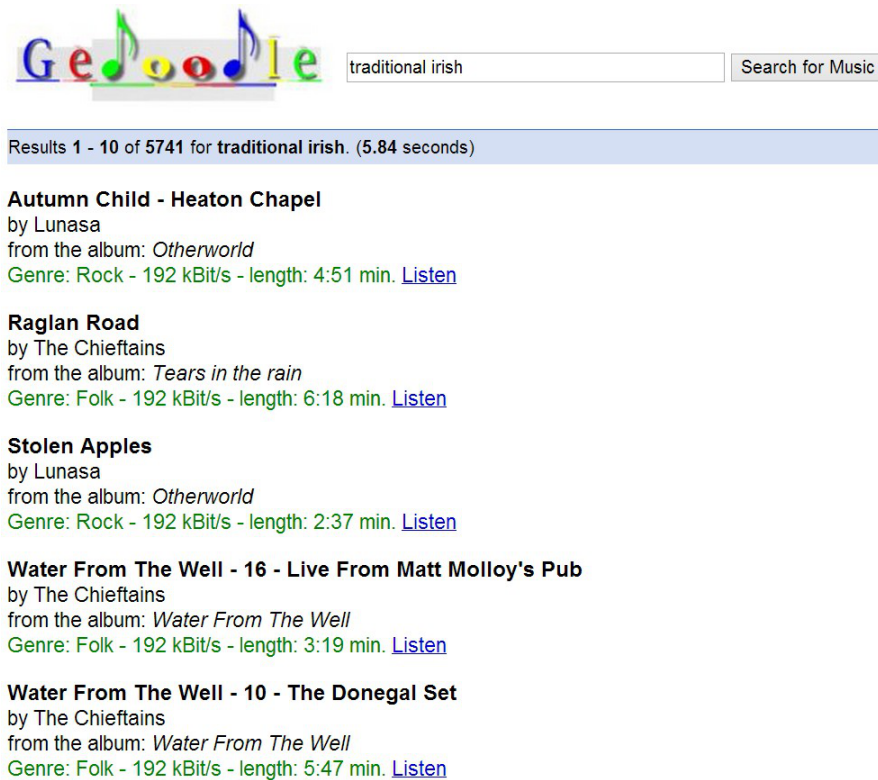 Gedoodle
traditional irish
Search for Music
Results 1 - 10 of 5741 for traditional irish. (5.84 seconds)
Autumn Child - Heaton Chapel
by Lunasa
from the album: Otherworld
Genre: Rock - 192 kBit/s - length: 4:51 min. Listen
Raglan Road
by The Chieftains
from the album: Tears in the rain
Genre: Folk - 192 kBit/s - length: 6:18 min. Listen
Stolen Apples
by Lunasa
from the album: Otherworld
Genre: Rock - 192 kBit/s - length: 2:37 min. Listen
Water From The Well - 16 - Live From Matt Molloy's Pub
by The Chieftains
from the album: Water From The Well
Genre: Folk - 192 kBit/s - length: 3:19 min. Listen
Water From The Well - 10 - The Donegal Set
by The Chieftains
from the album: Water From The Well
Genre: Folk - 192 kBit/s - length: 5:47 min. Listen